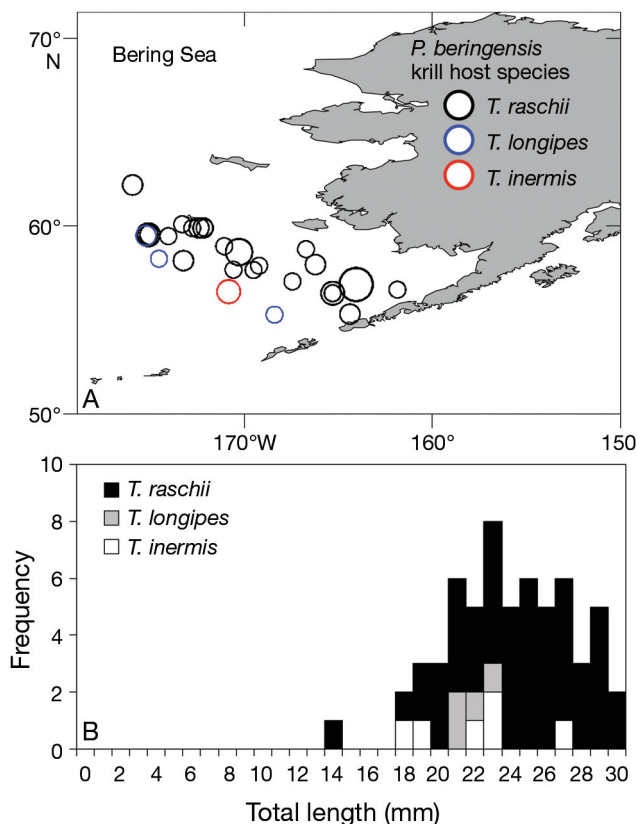 70°
N
Bering Sea
P. beringensis
krill host species
T. raschii
T. longipes
T. inermis
60°
50°
A
170°W
160°
150
10
8
6
4
2
0
Frequency
T. raschii
T. longipes
T. inermis
B
0 2 4 6 8 10 12 14 16 18 20 22 24 26 28 30
Total length (mm)